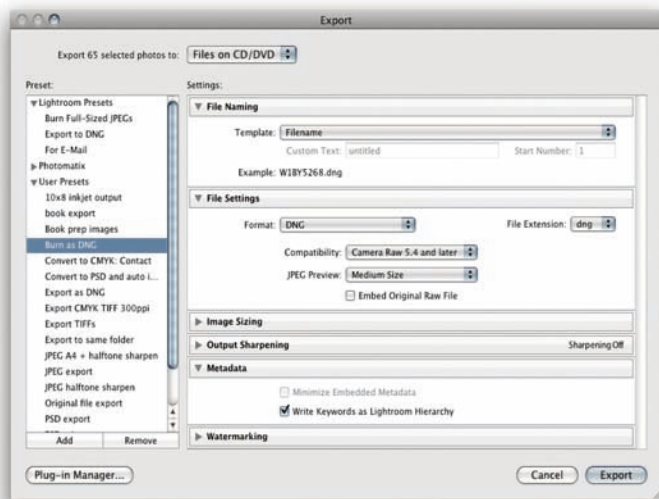 Export
Export 65 selected photos to: Files on CD/DVD
Preset:
Lightroom Presets
Burn Full-Sized JPEGs
Export to DNG
For E-Mail
Photomatix
User Presets
10x8 inkjet output
book export
Book prep images
Burn as DNG
Convert to CMYK: Contact
Convert to PSD and auto i...
Export as DNG
Export CMYK TIFF 300ppi
Export TIFFs
Export to same folder
JPEG A4 + halftone sharpen
JPEG export
JPEG halftone sharpen
Original file export
PSD export
Add Remove
Settings:
File Naming
Template: Filename
Custom Text: untitled Start Number: 1
Example: W1BY5268.dng
File Settings
Format: DNG File Extension: dng
Compatibility: Camera Raw 5.4 and later
JPEG Preview: Medium Size
Embed Original Raw File
Image Sizing
Output Sharpening Sharpening Off
Metadata
Minimize Embedded Metadata
Write Keywords as Lightroom Hierarchy
Watermarking
Plug-in Manager... Cancel Export